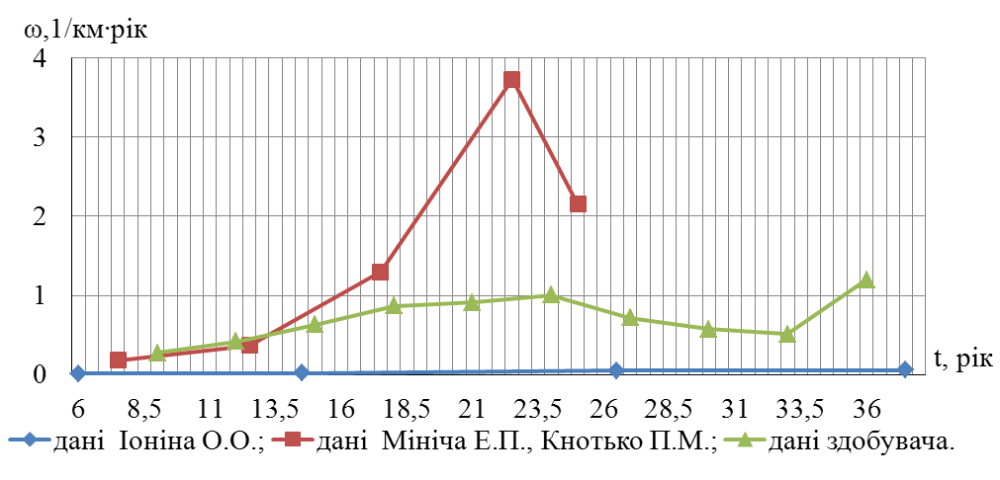 ω,1/км·рік
4
3
2
1
0
t, рік
6 8,5 11 13,5 16 18,5 21 23,5 26 28,5 31 33,5 36
дані Іоніна О.О.; дані Мініча Е.П., Кнотько П.М.; дані здобувача.